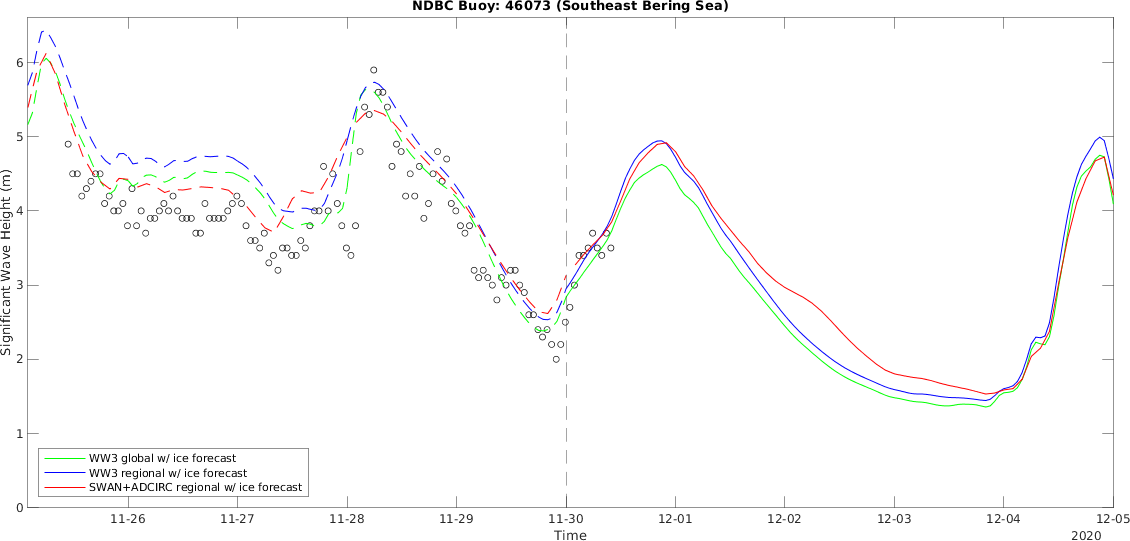 NDBC Buoy: 46073 (Southeast Bering Sea)
Significant Wave Height (m)
6
5
4
3
2
1
0
WW3 global w/ ice forecast
WW3 regional w/ ice forecast
SWAN+ADCIRC regional w/ ice forecast
11-26 11-27 11-28 11-29 11-30 12-01 12-02 12-03 12-04 12-05
Time
2020